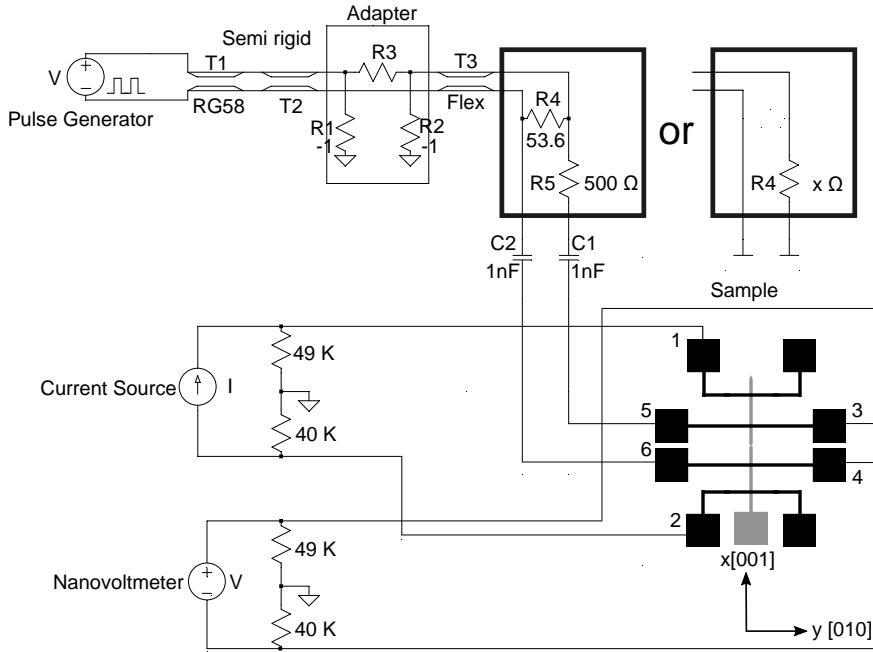 Adapter
Semi rigid
T1
R3
T3
V
RG58
T2
Flex
Pulse Generator
R1
-1
R2
-1
R4
53.6
R5
500 Ω
or
R4
x Ω
C2
1nF
C1
1nF
Sample
49 K
1
Current Source
I
5
3
40 K
6
4
2
49 K
x[001]
Nanovoltmeter
V
40 K
y [010]